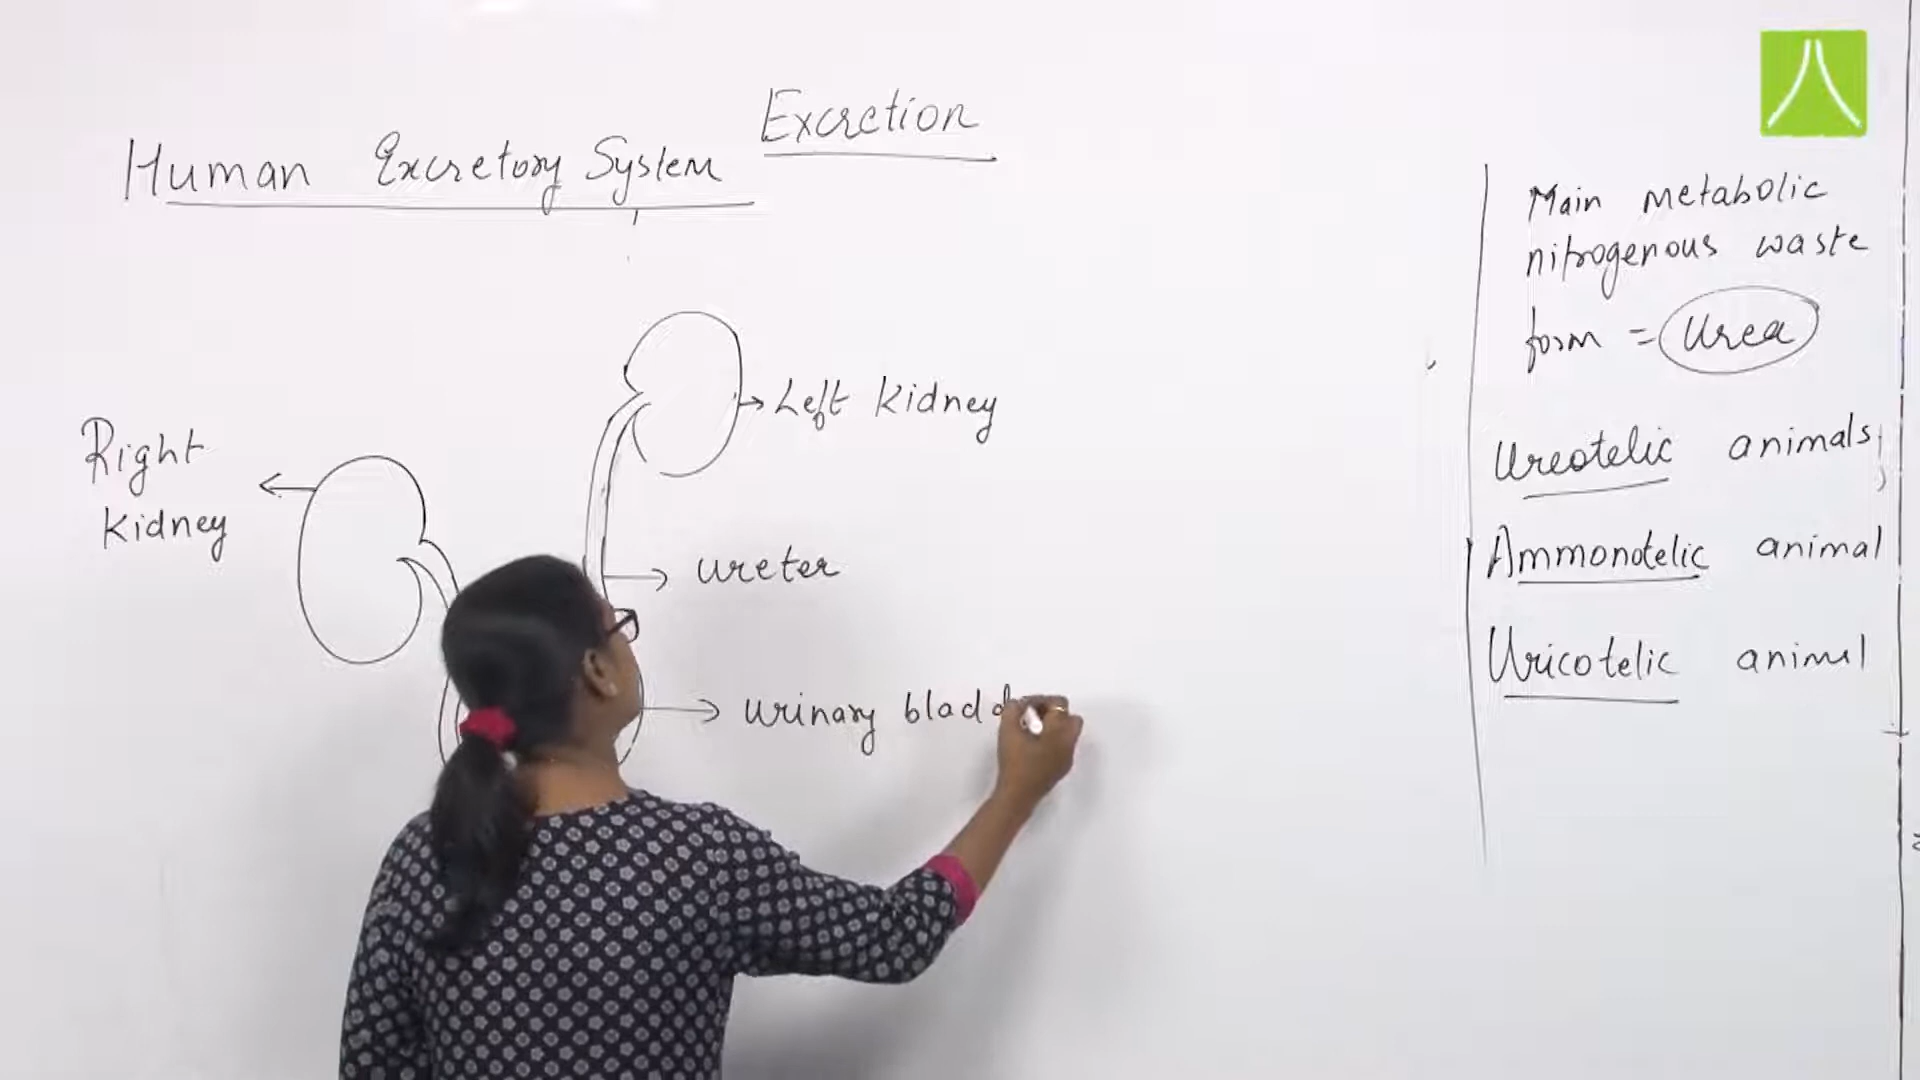 Excretion
Human Excretory System
Left Kidney
Right
Kidney
Ureter
Urinary bladd
Main metabolic
nitrogenous waste
form = Urea
Ureotelic animals
Ammonotelic animal
Uricotelic animal